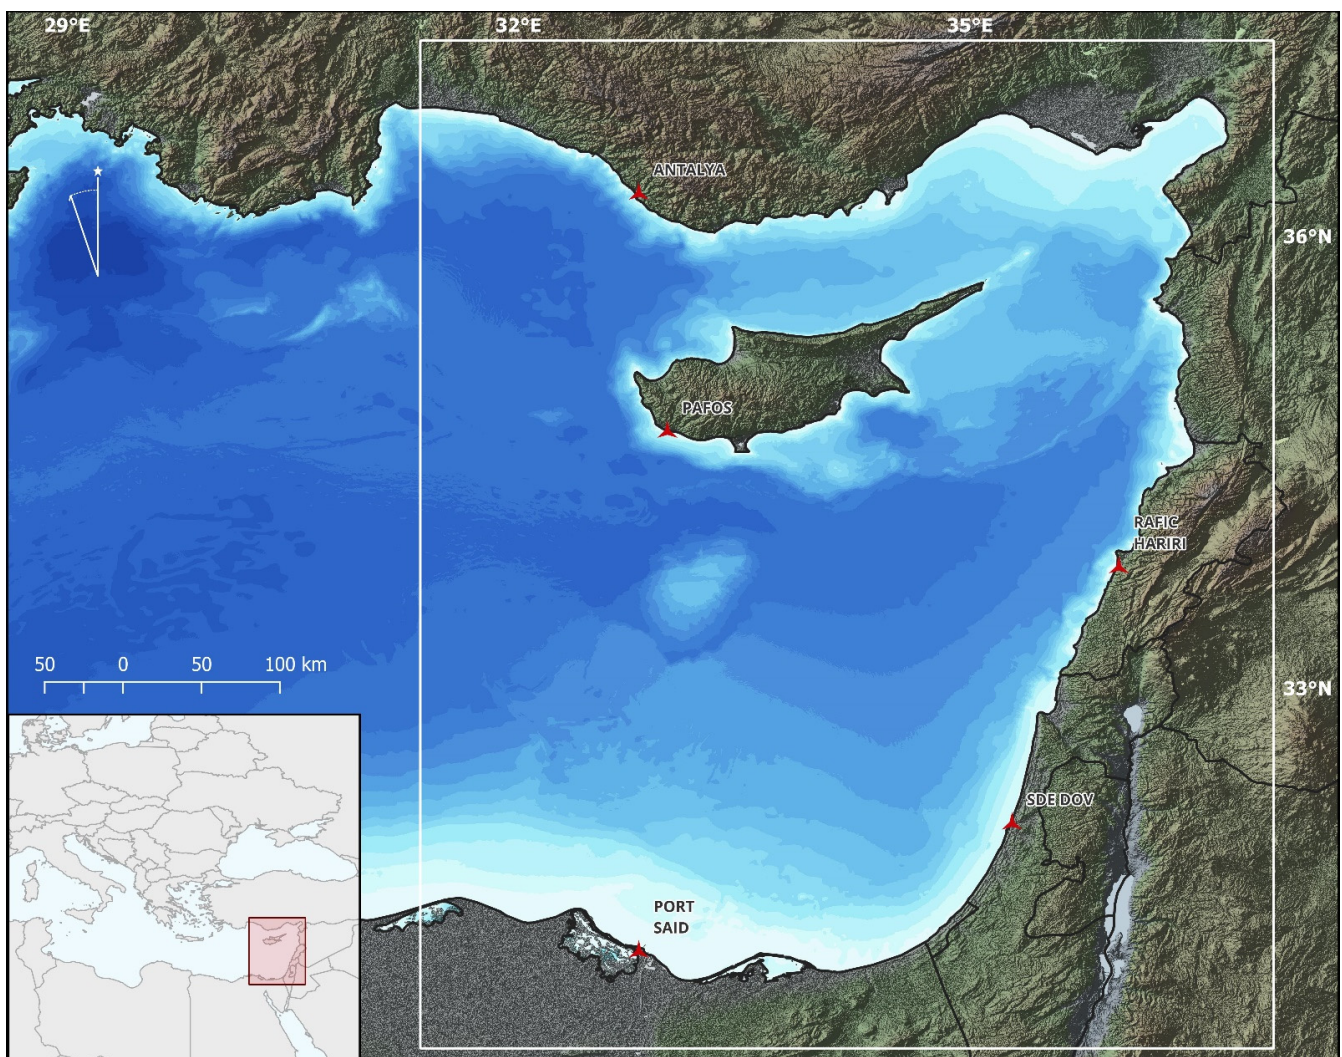 29°E 32°E 35°E
ANTALYA
36°N
PAFOS
RAFIC
HARIRI
50 0 50 100 km
33°N
SDE DOV
PORT
SAID